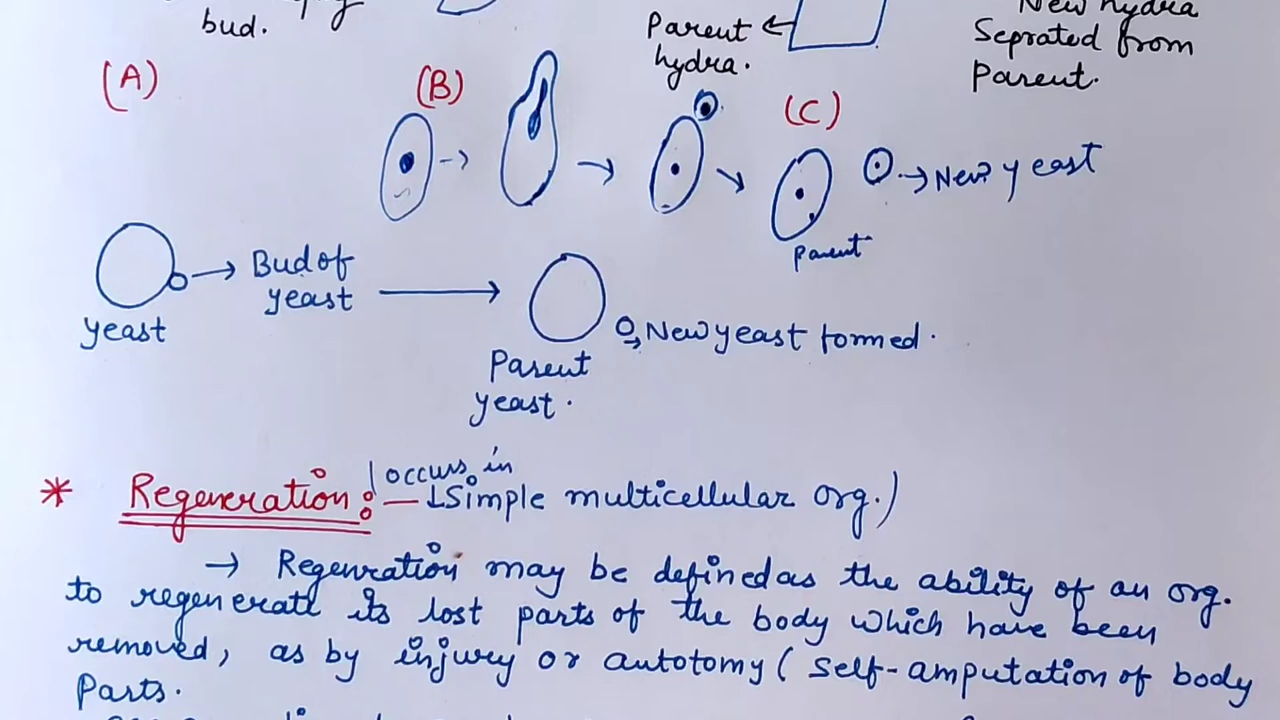 bud.
Parent
hydra.
New hydra
Seprated from
Parent.
(A)
(B)
(C)
New yeast
Parent
yeast
Bud of
yeast
Parent
yeast.
New yeast formed.
occurs in
* Regeneration: Simple multicellular org.)
→ Regenration may be defined as the ability of an org.
to regenerate its lost parts of the body which have been
removed, as by injury or autotomy (self-amputation of body
Parts.